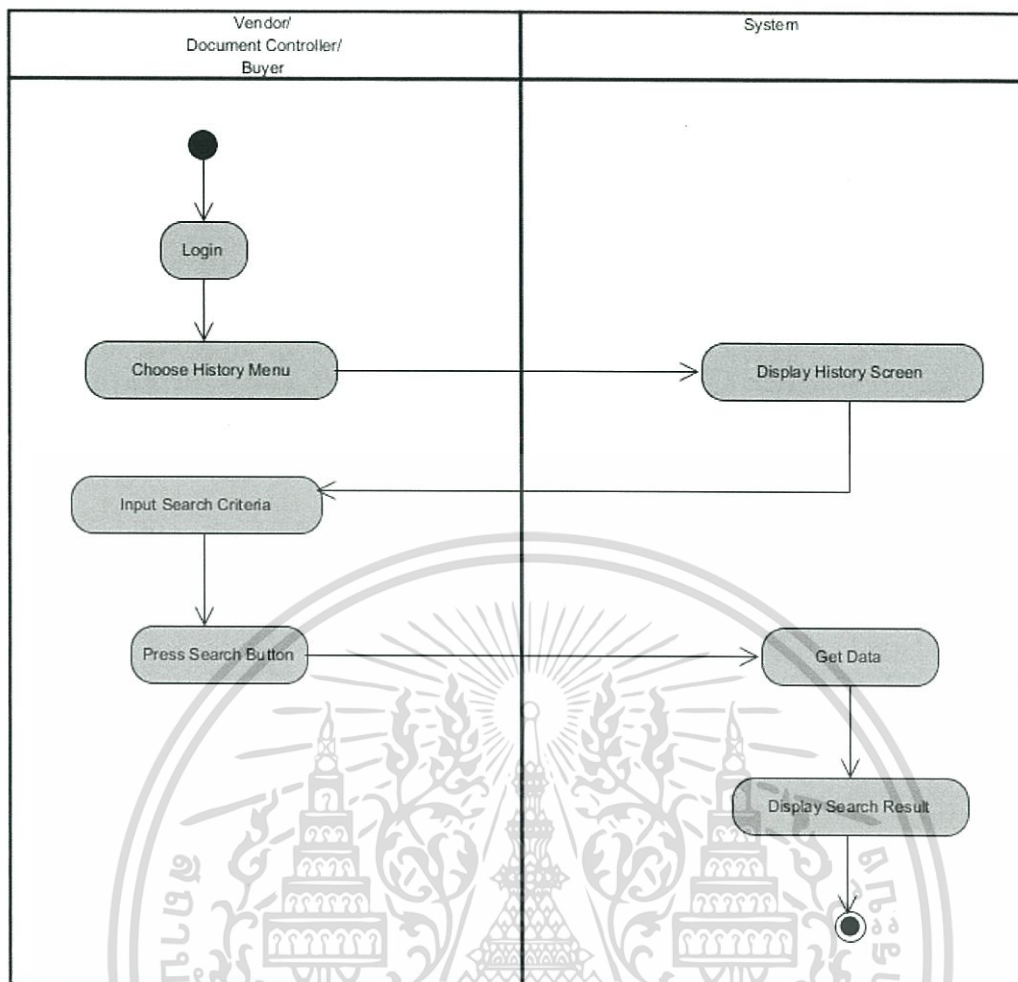 Vendor/
Document Controller/
Buyer
System
Login
Choose History Menu
Display History Screen
Input Search Criteria
Press Search Button
Get Data
Display Search Result